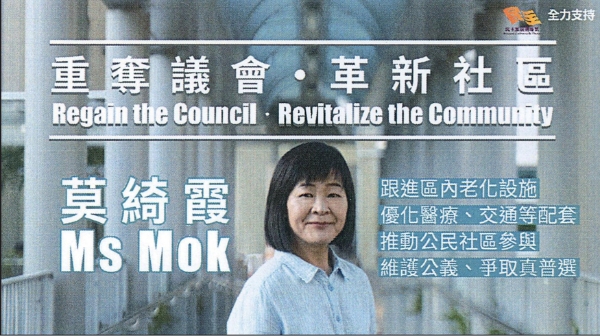 全力支持
重奪議會‧革新社區
Regain the Council ‧ Revitalize the Community
莫綺霞
Ms Mok
跟進區內老化設施
優化醫療、交通等配套
推動公民社區參與
維護公義、爭取真普選